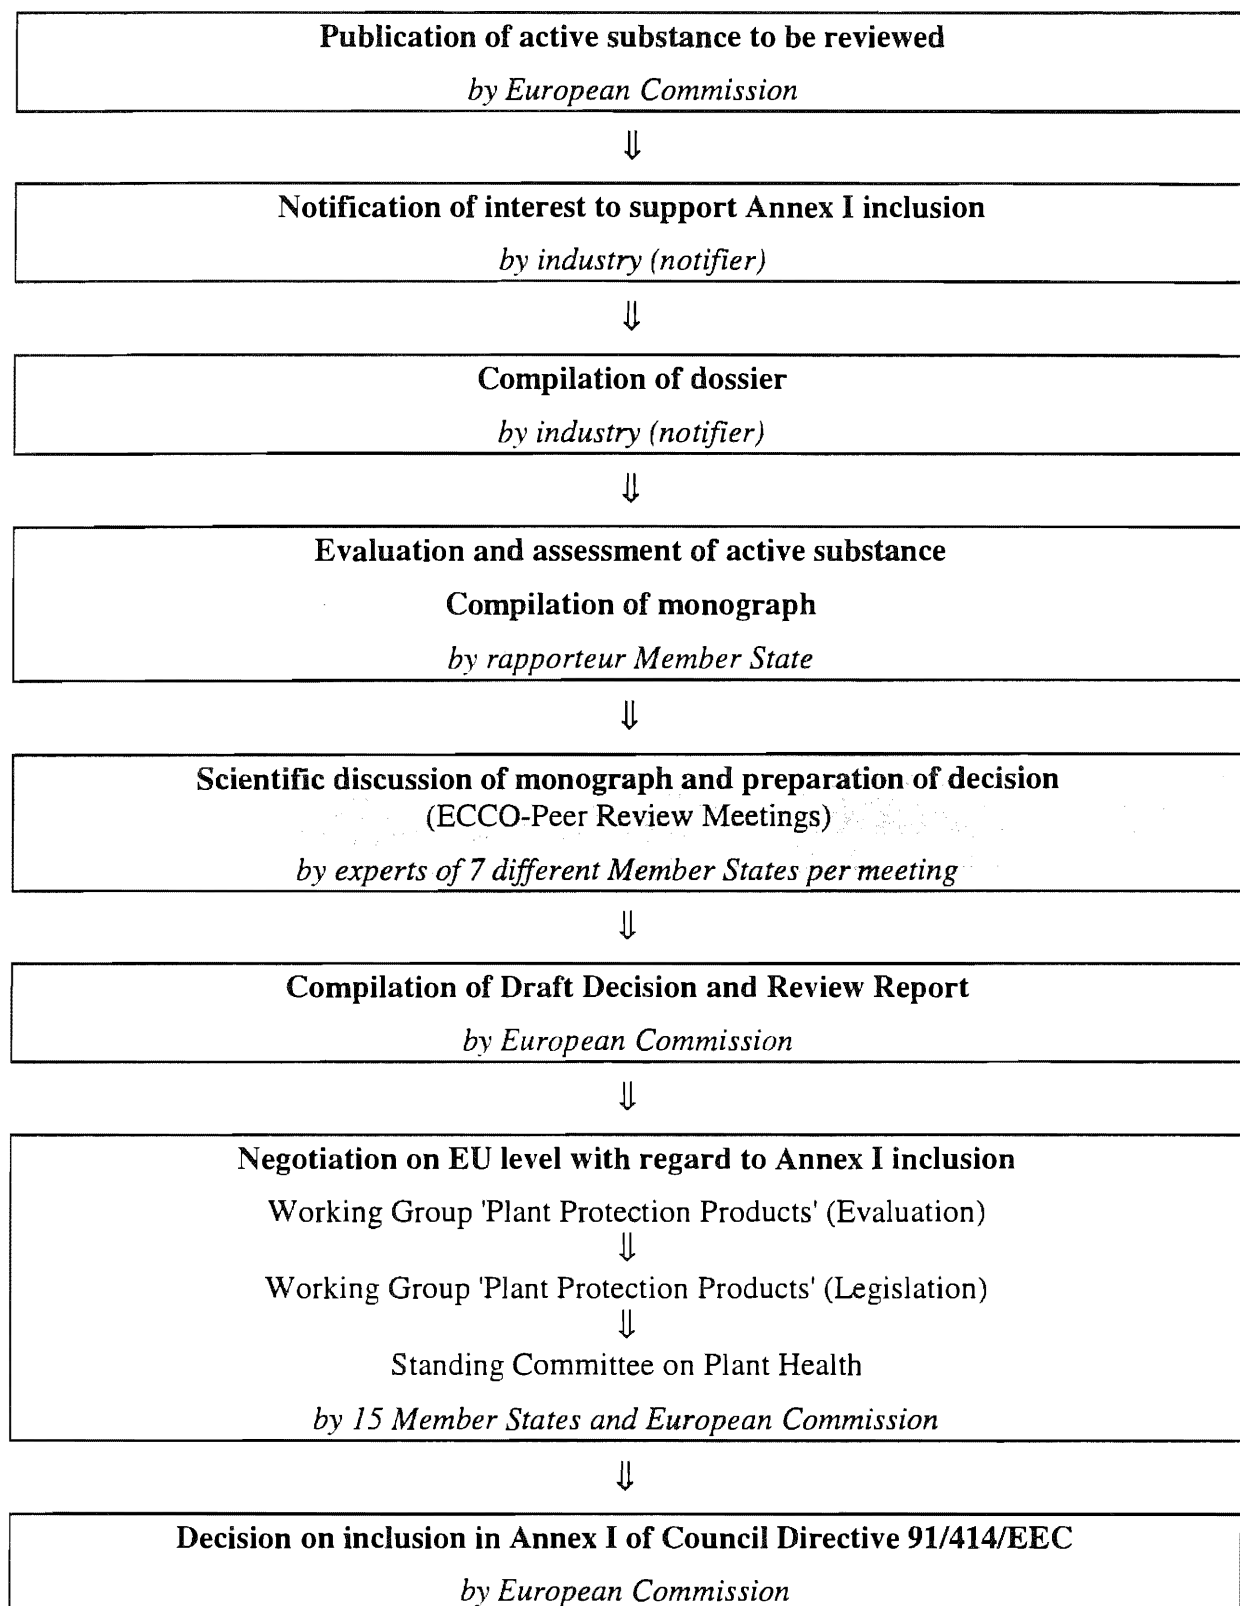 Publication of active substance to be reviewed
by European Commission
⇓
Notification of interest to support Annex I inclusion
by industry (notifier)
⇓
Compilation of dossier
by industry (notifier)
⇓
Evaluation and assessment of active substance
Compilation of monograph
by rapporteur Member State
⇓
Scientific discussion of monograph and preparation of decision
(ECCO-Peer Review Meetings)
by experts of 7 different Member States per meeting
⇓
Compilation of Draft Decision and Review Report
by European Commission
⇓
Negotiation on EU level with regard to Annex I inclusion
Working Group 'Plant Protection Products' (Evaluation)
⇓
Working Group 'Plant Protection Products' (Legislation)
⇓
Standing Committee on Plant Health
by 15 Member States and European Commission
⇓
Decision on inclusion in Annex I of Council Directive 91/414/EEC
by European Commission